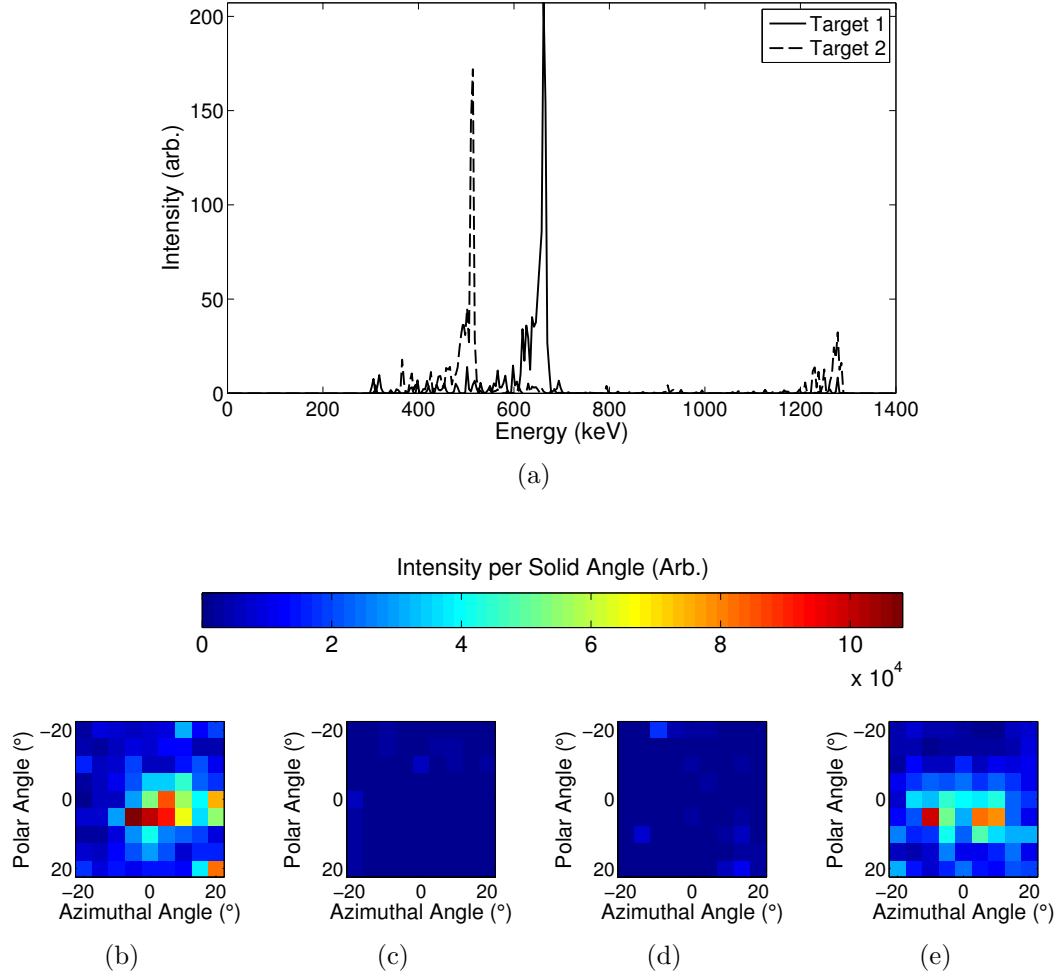 200
150
100
50
0
Intensity (arb.)
Target 1
Target 2
0 200 400 600 800 1000 1200 1400
Energy (keV)
(a)
Intensity per Solid Angle (Arb.)
0 2 4 6 8 10
x 10⁴
−20 0 20
Polar Angle (°)
−20 0 20
Azimuthal Angle (°)
(b)
−20 0 20
Polar Angle (°)
−20 0 20
Azimuthal Angle (°)
(c)
−20 0 20
Polar Angle (°)
−20 0 20
Azimuthal Angle (°)
(d)
−20 0 20
Polar Angle (°)
−20 0 20
Azimuthal Angle (°)
(e)